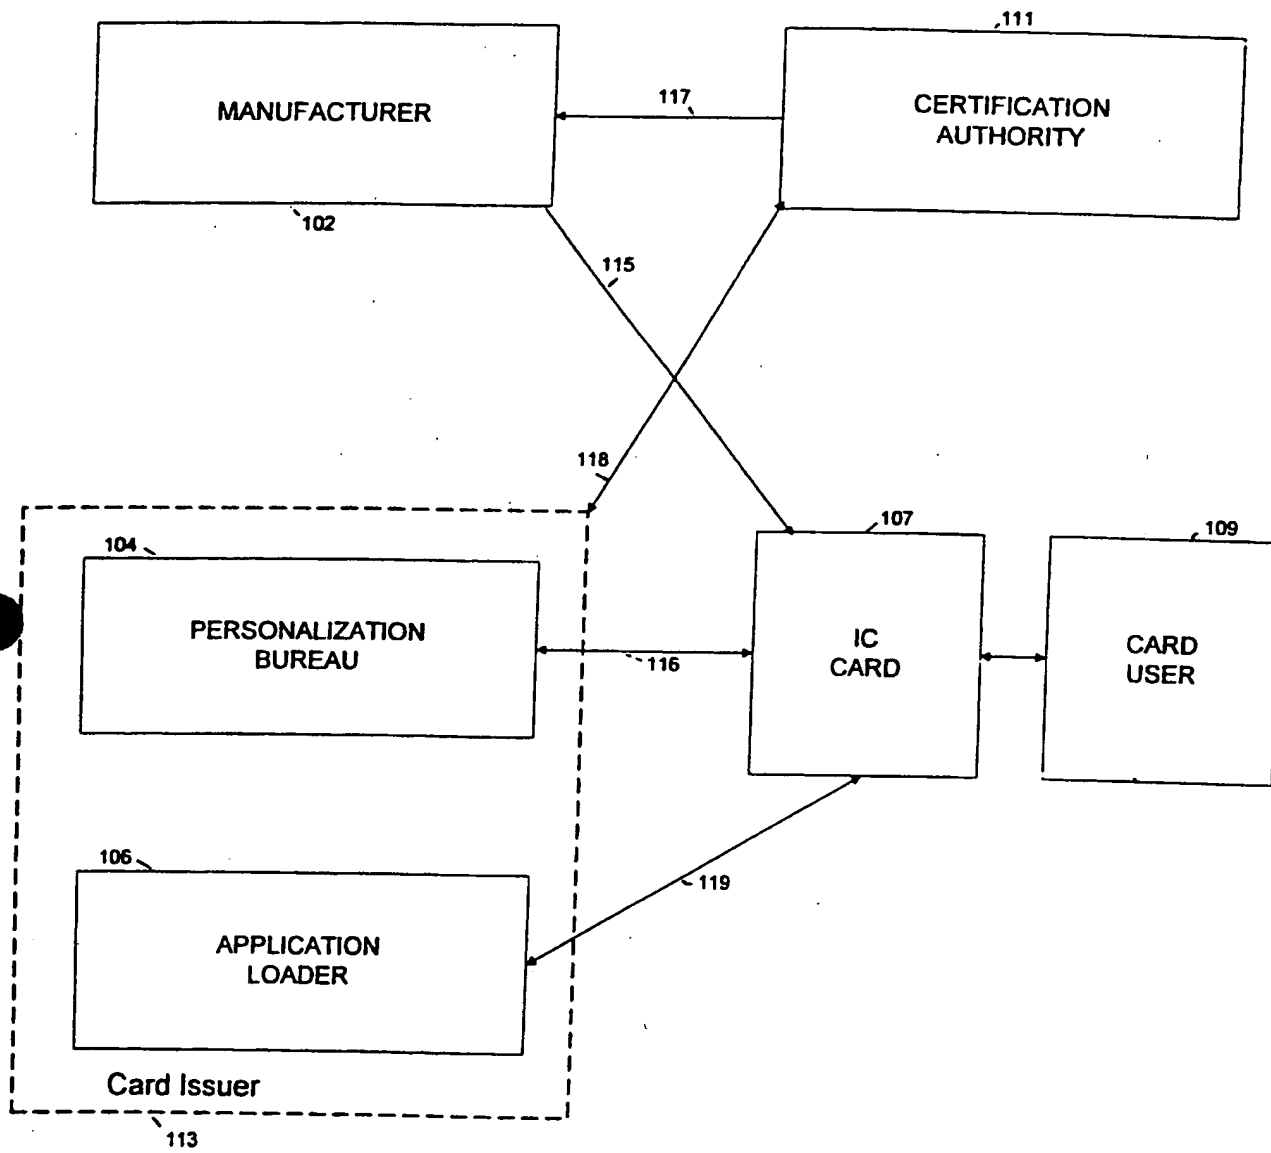 111
MANUFACTURER
117
CERTIFICATION
AUTHORITY
102
115
118
107
109
104
PERSONALIZATION
BUREAU
116
IC
CARD
CARD
USER
106
119
APPLICATION
LOADER
Card Issuer
113